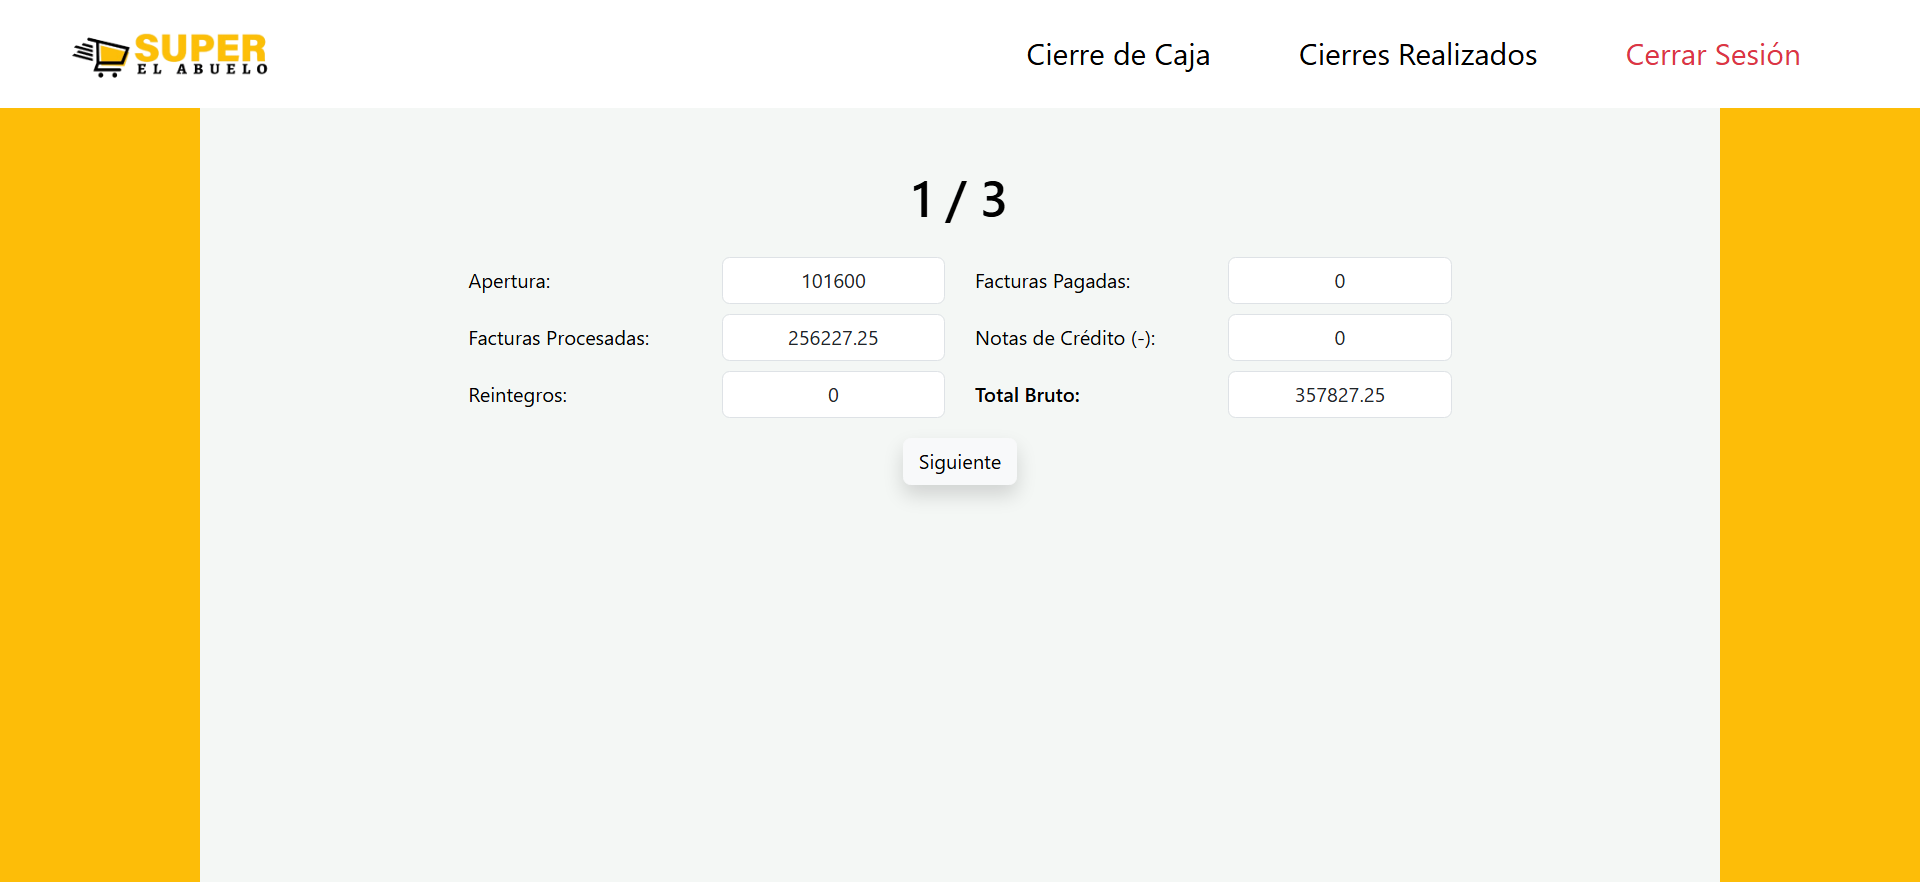 SUPER
EL ABUELO
Cierre de Caja
Cierres Realizados
Cerrar Sesión
1 / 3
Apertura: 101600 Facturas Pagadas: 0
Facturas Procesadas: 256227.25 Notas de Crédito (-): 0
Reintegros: 0 Total Bruto: 357827.25
Siguiente